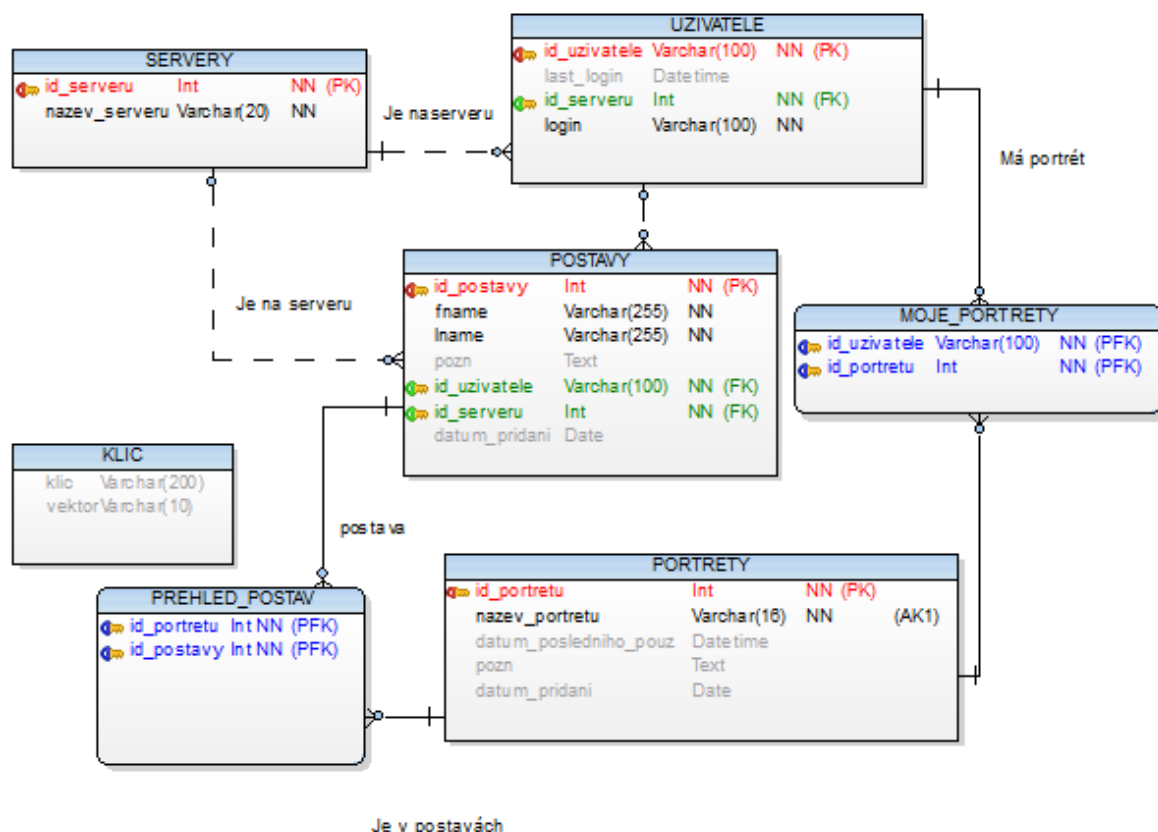 SERVERY
id_serveru Int NN (PK)
nazev_serveru Varchar(20) NN
UZIVATELE
id_uzivatele Varchar(100) NN (PK)
last_login Datetime
id_serveru Int NN (FK)
login Varchar(100) NN
Je naserveru
Má portrét
POSTAVY
id_postavy Int NN (PK)
fname Varchar(255) NN
lname Varchar(255) NN
pozn Text
id_uzivatele Varchar(100) NN (FK)
id_serveru Int NN (FK)
datum_pridani Date
Je na serveru
MOJE_PORTRETY
id_uzivatele Varchar(100) NN (PFK)
id_portretu Int NN (PFK)
KLIC
klic Varchar(200)
vektor Varchar(10)
postava
PREHLED_POSTAV
id_portretu Int NN (PFK)
id_postavy Int NN (PFK)
PORTRETY
id_portretu Int NN (PK)
nazev_portretu Varchar(16) NN (AK1)
datum_posledniho_pouz Datetime
pozn Text
datum_pridani Date
Je v postavách